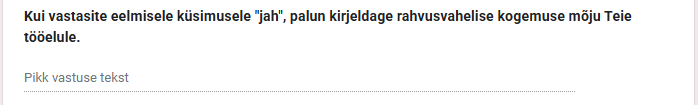 Kui vastasite eelmisele küsimusele "jah", palun kirjeldage rahvusvahelise kogemuse mõju Teie
tööelule.
Pikk vastuse tekst